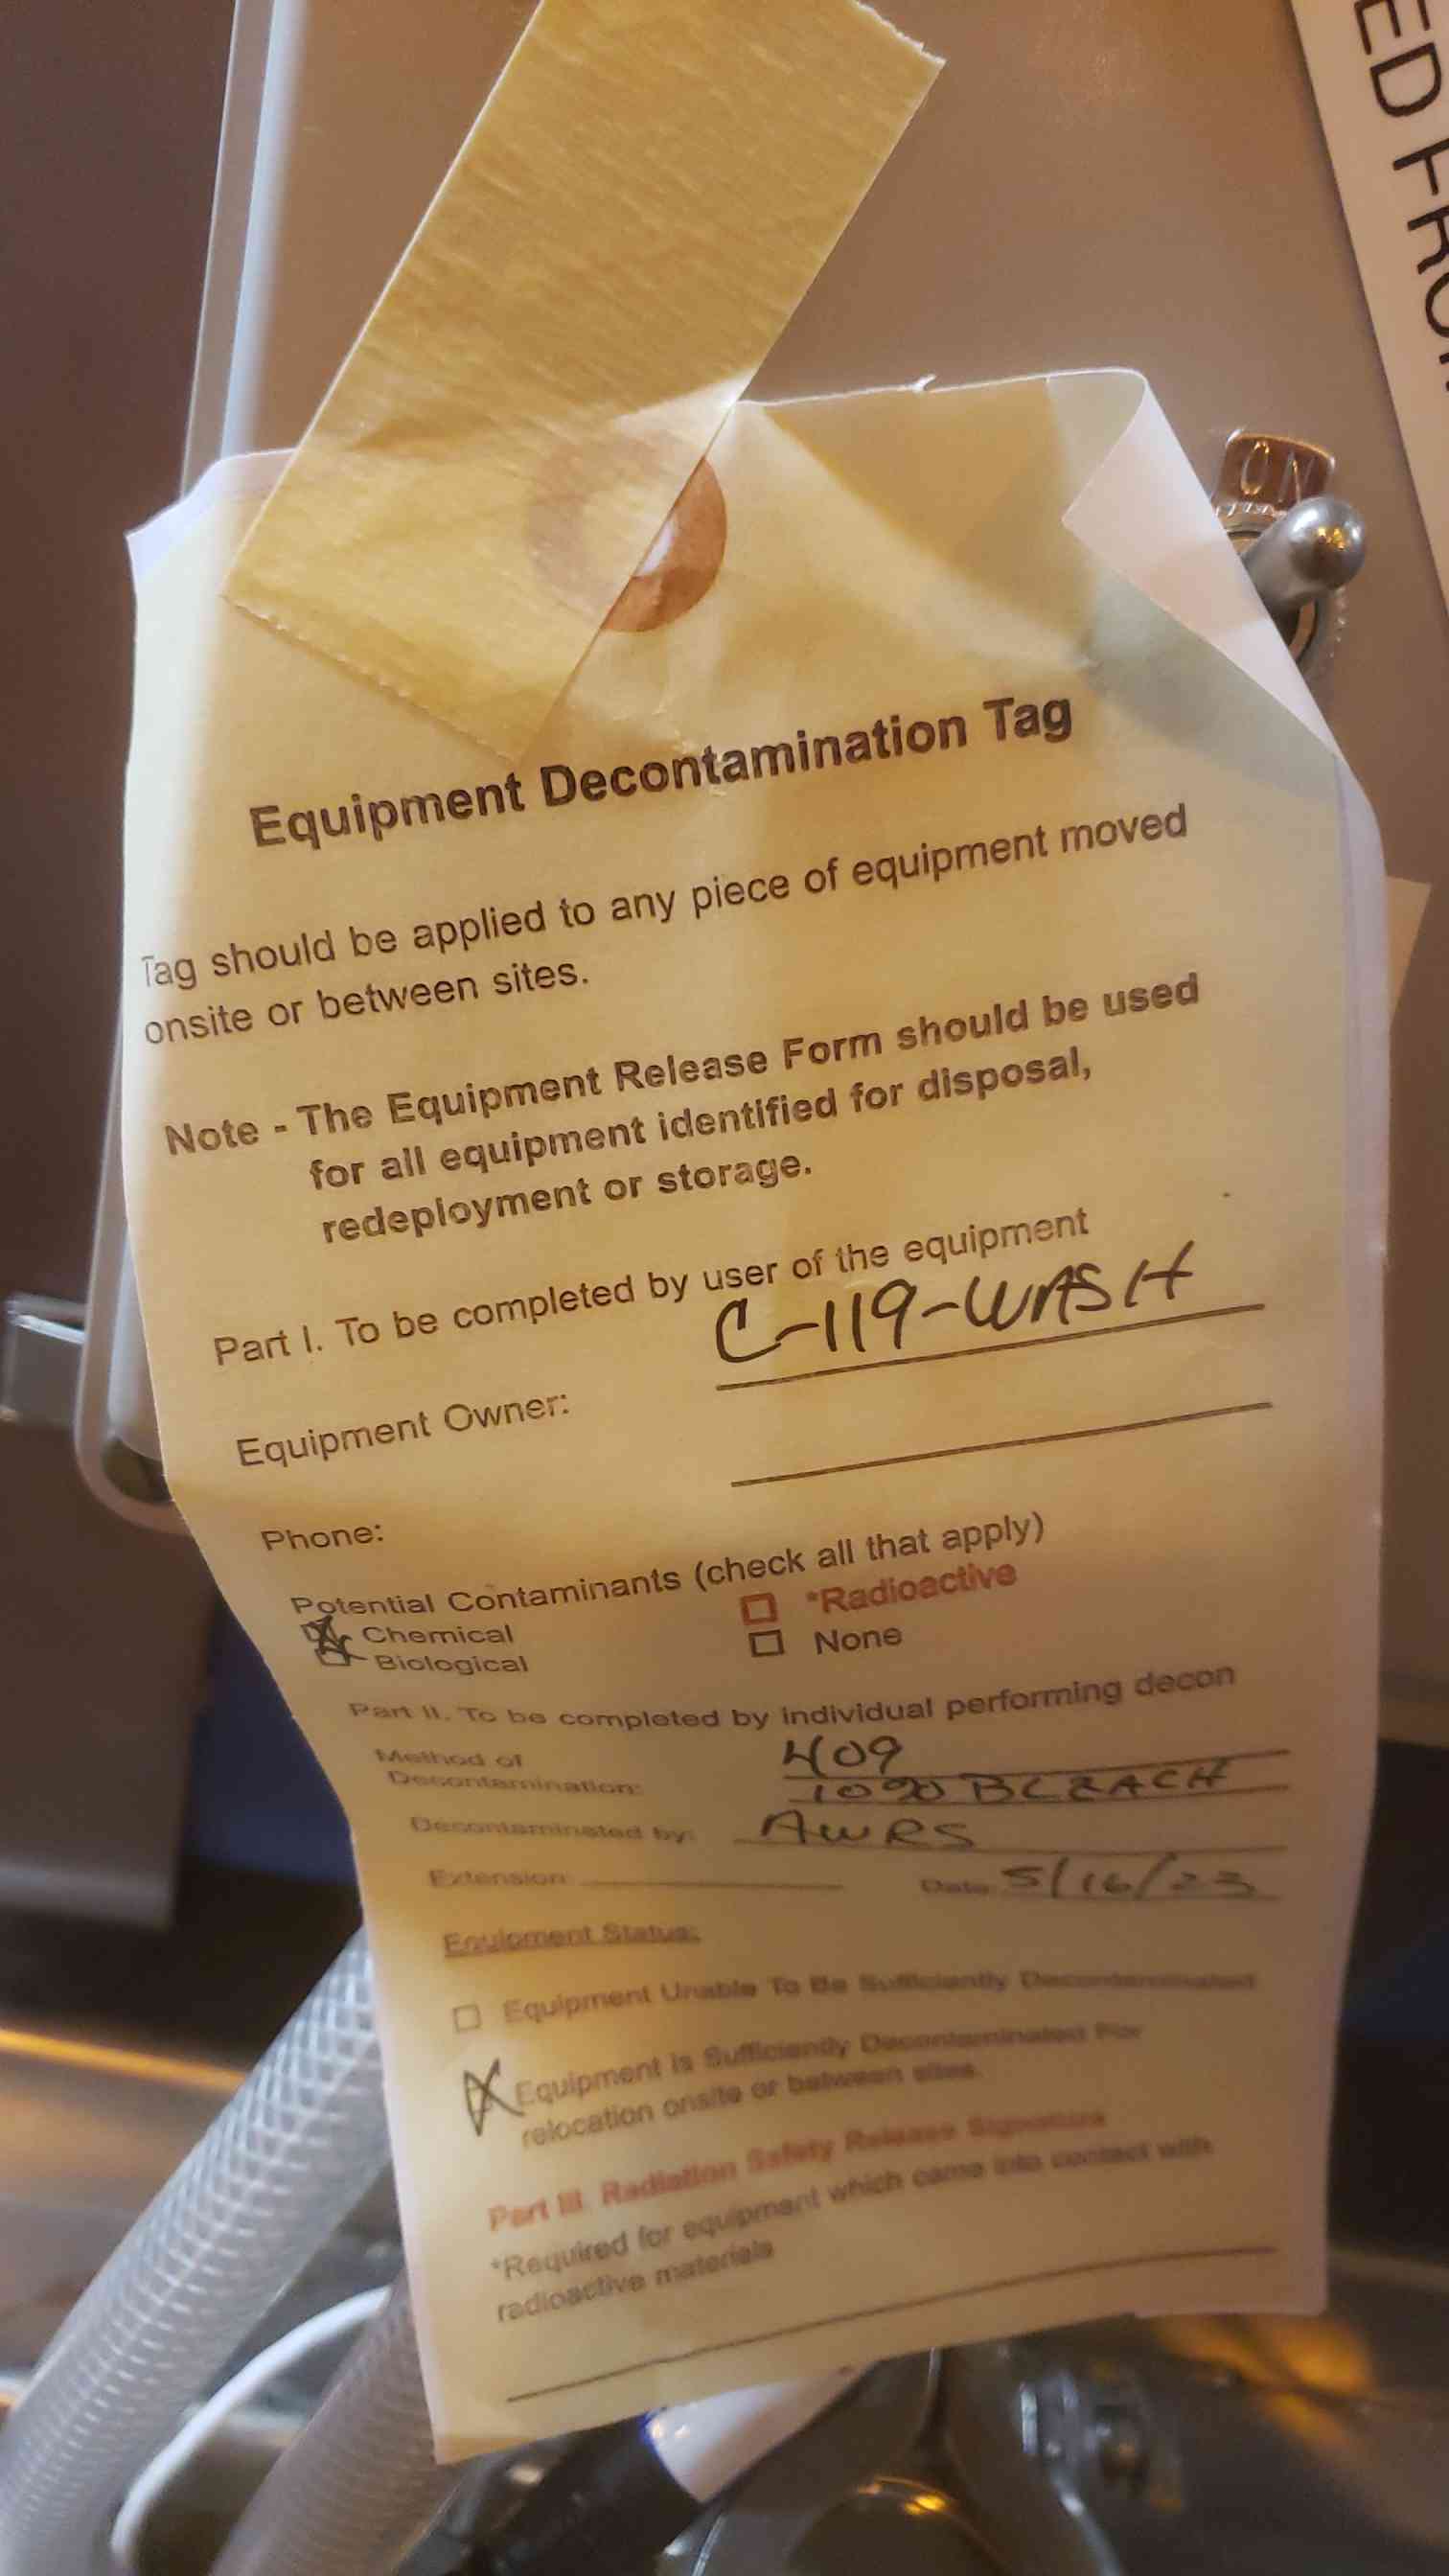 ED FRO
ON
Equipment Decontamination Tag
Tag should be applied to any piece of equipment moved
onsite or between sites.
Note - The Equipment Release Form should be used
for all equipment identified for disposal,
redeployment or storage.
Part I. To be completed by user of the equipment
Equipment Owner: C-119-WASH
Phone:
Potential Contaminants (check all that apply)
Chemical *Radioactive
Biological None
Part II. To be completed by individual performing decon
Method of 409
Decontamination: 10% BLEACH
Decontaminated by: AWRS
Extension: Date: 5/16/23
Equipment Status:
Equipment Unable To Be Sufficiently Decontaminated
Equipment is Sufficiently Decontaminated For
relocation onsite or between sites.
Part III. Radiation Safety Release Signature
*Required for equipment which came into contact with
radioactive materials